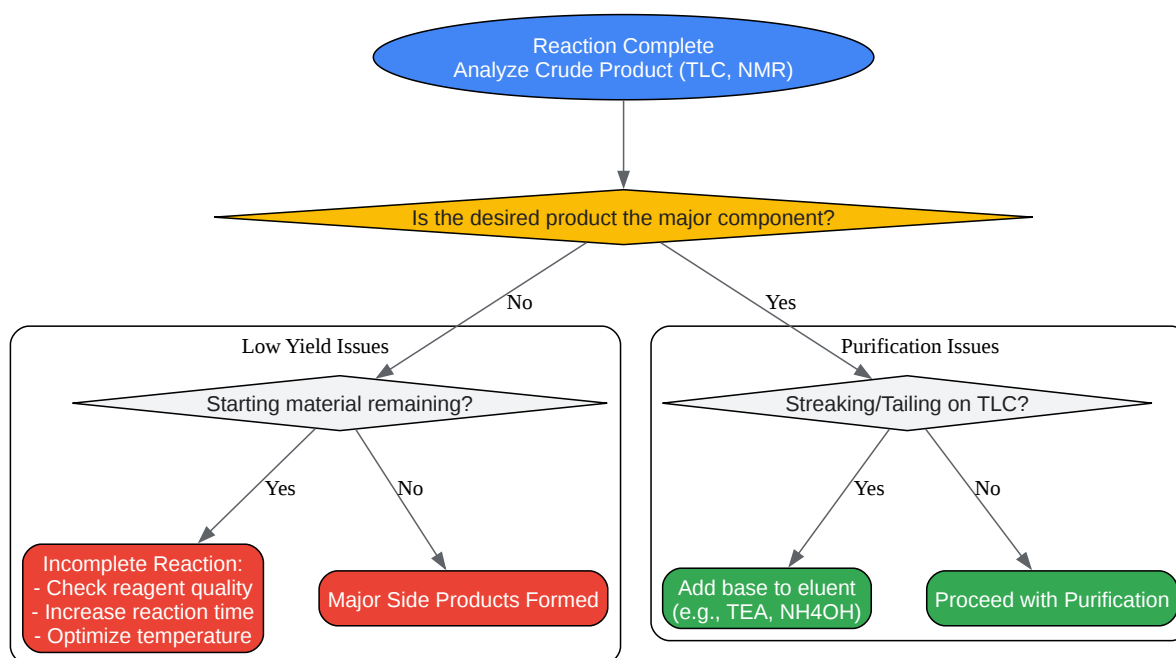 Reaction Complete
Analyze Crude Product (TLC, NMR)
Is the desired product the major component?
No
Yes
Low Yield Issues
Purification Issues
Starting material remaining?
Streaking/Tailing on TLC?
Yes
No
Yes
No
Incomplete Reaction:
- Check reagent quality
- Increase reaction time
- Optimize temperature
Major Side Products Formed
Add base to eluent
(e.g., TEA, NH4OH)
Proceed with Purification